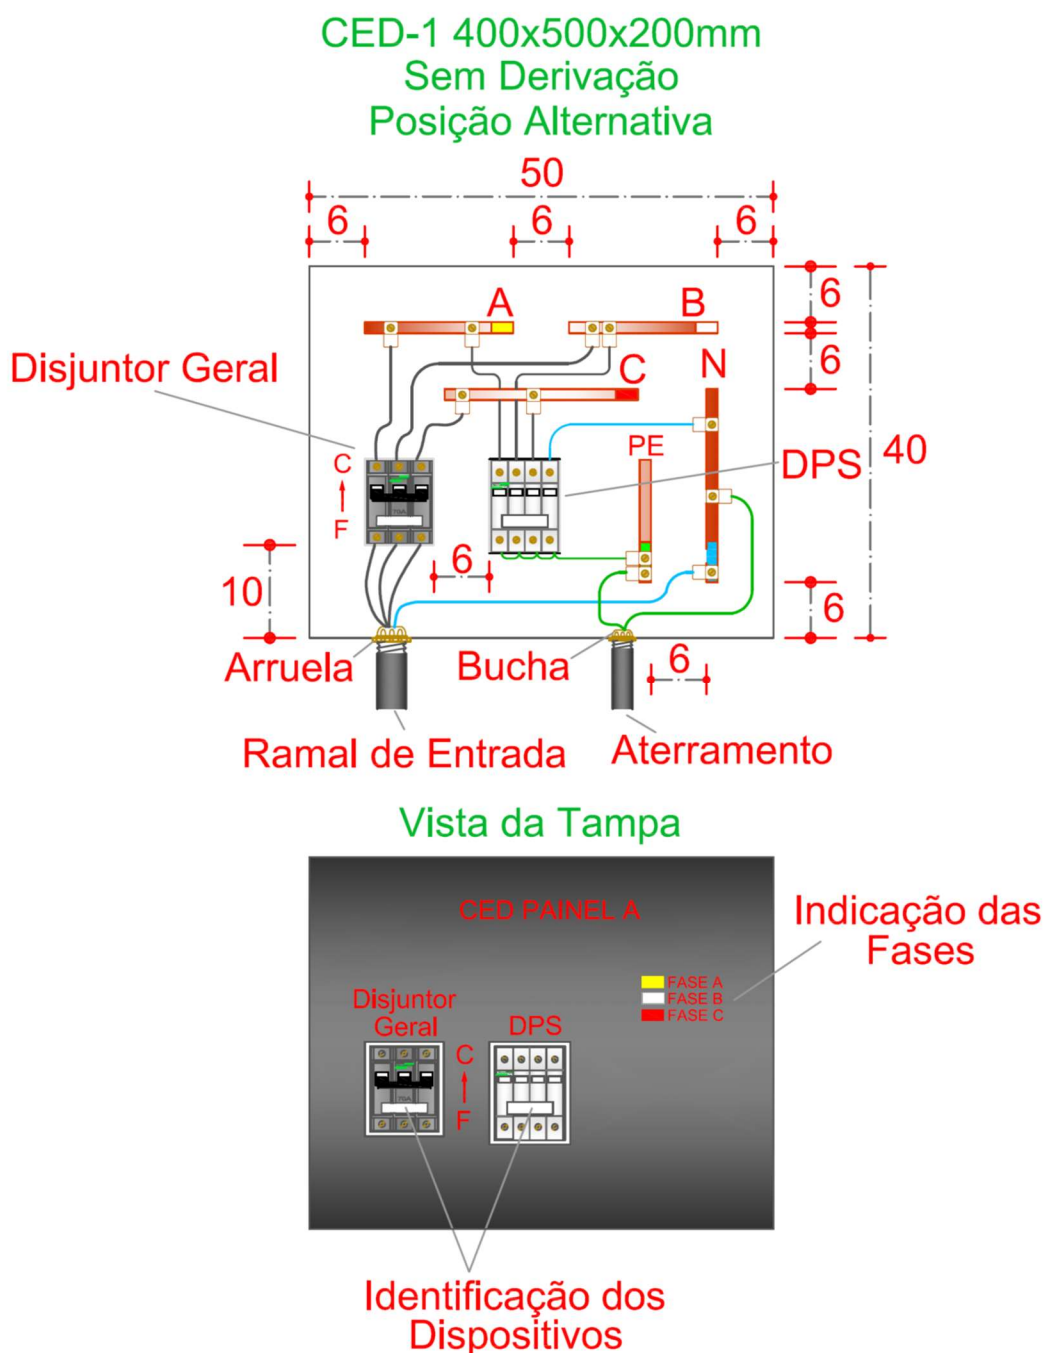 CED-1 400x500x200mm
Sem Derivação
Posição Alternativa
50
6
6
6
A
B
6
Disjuntor Geral
C
N
6
PE
DPS
40
C
F
70A
10
6
6
Arruela
Bucha
6
Ramal de Entrada
Aterramento
Vista da Tampa
CED PAINEL A
Indicação das
Fases
FASE A
FASE B
FASE C
Disjuntor
Geral
DPS
C
F
70A
Identificação dos
Dispositivos